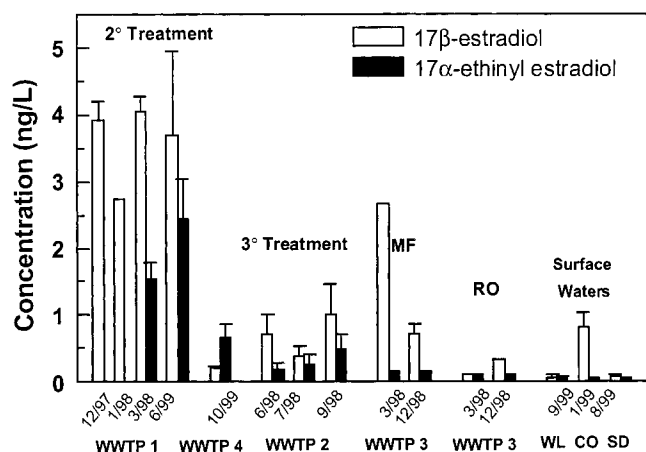 Concentration (ng/L)
5
4
3
2
1
0
2° Treatment
17β-estradiol
17α-ethinyl estradiol
3° Treatment
MF
RO
Surface
Waters
12/97 1/98 3/98 6/99 10/99 6/98 7/98 9/98 3/98 12/98 3/98 12/98 9/99 1/99 8/99
WWTP 1 WWTP 4 WWTP 2 WWTP 3 WWTP 3 WL CO SD